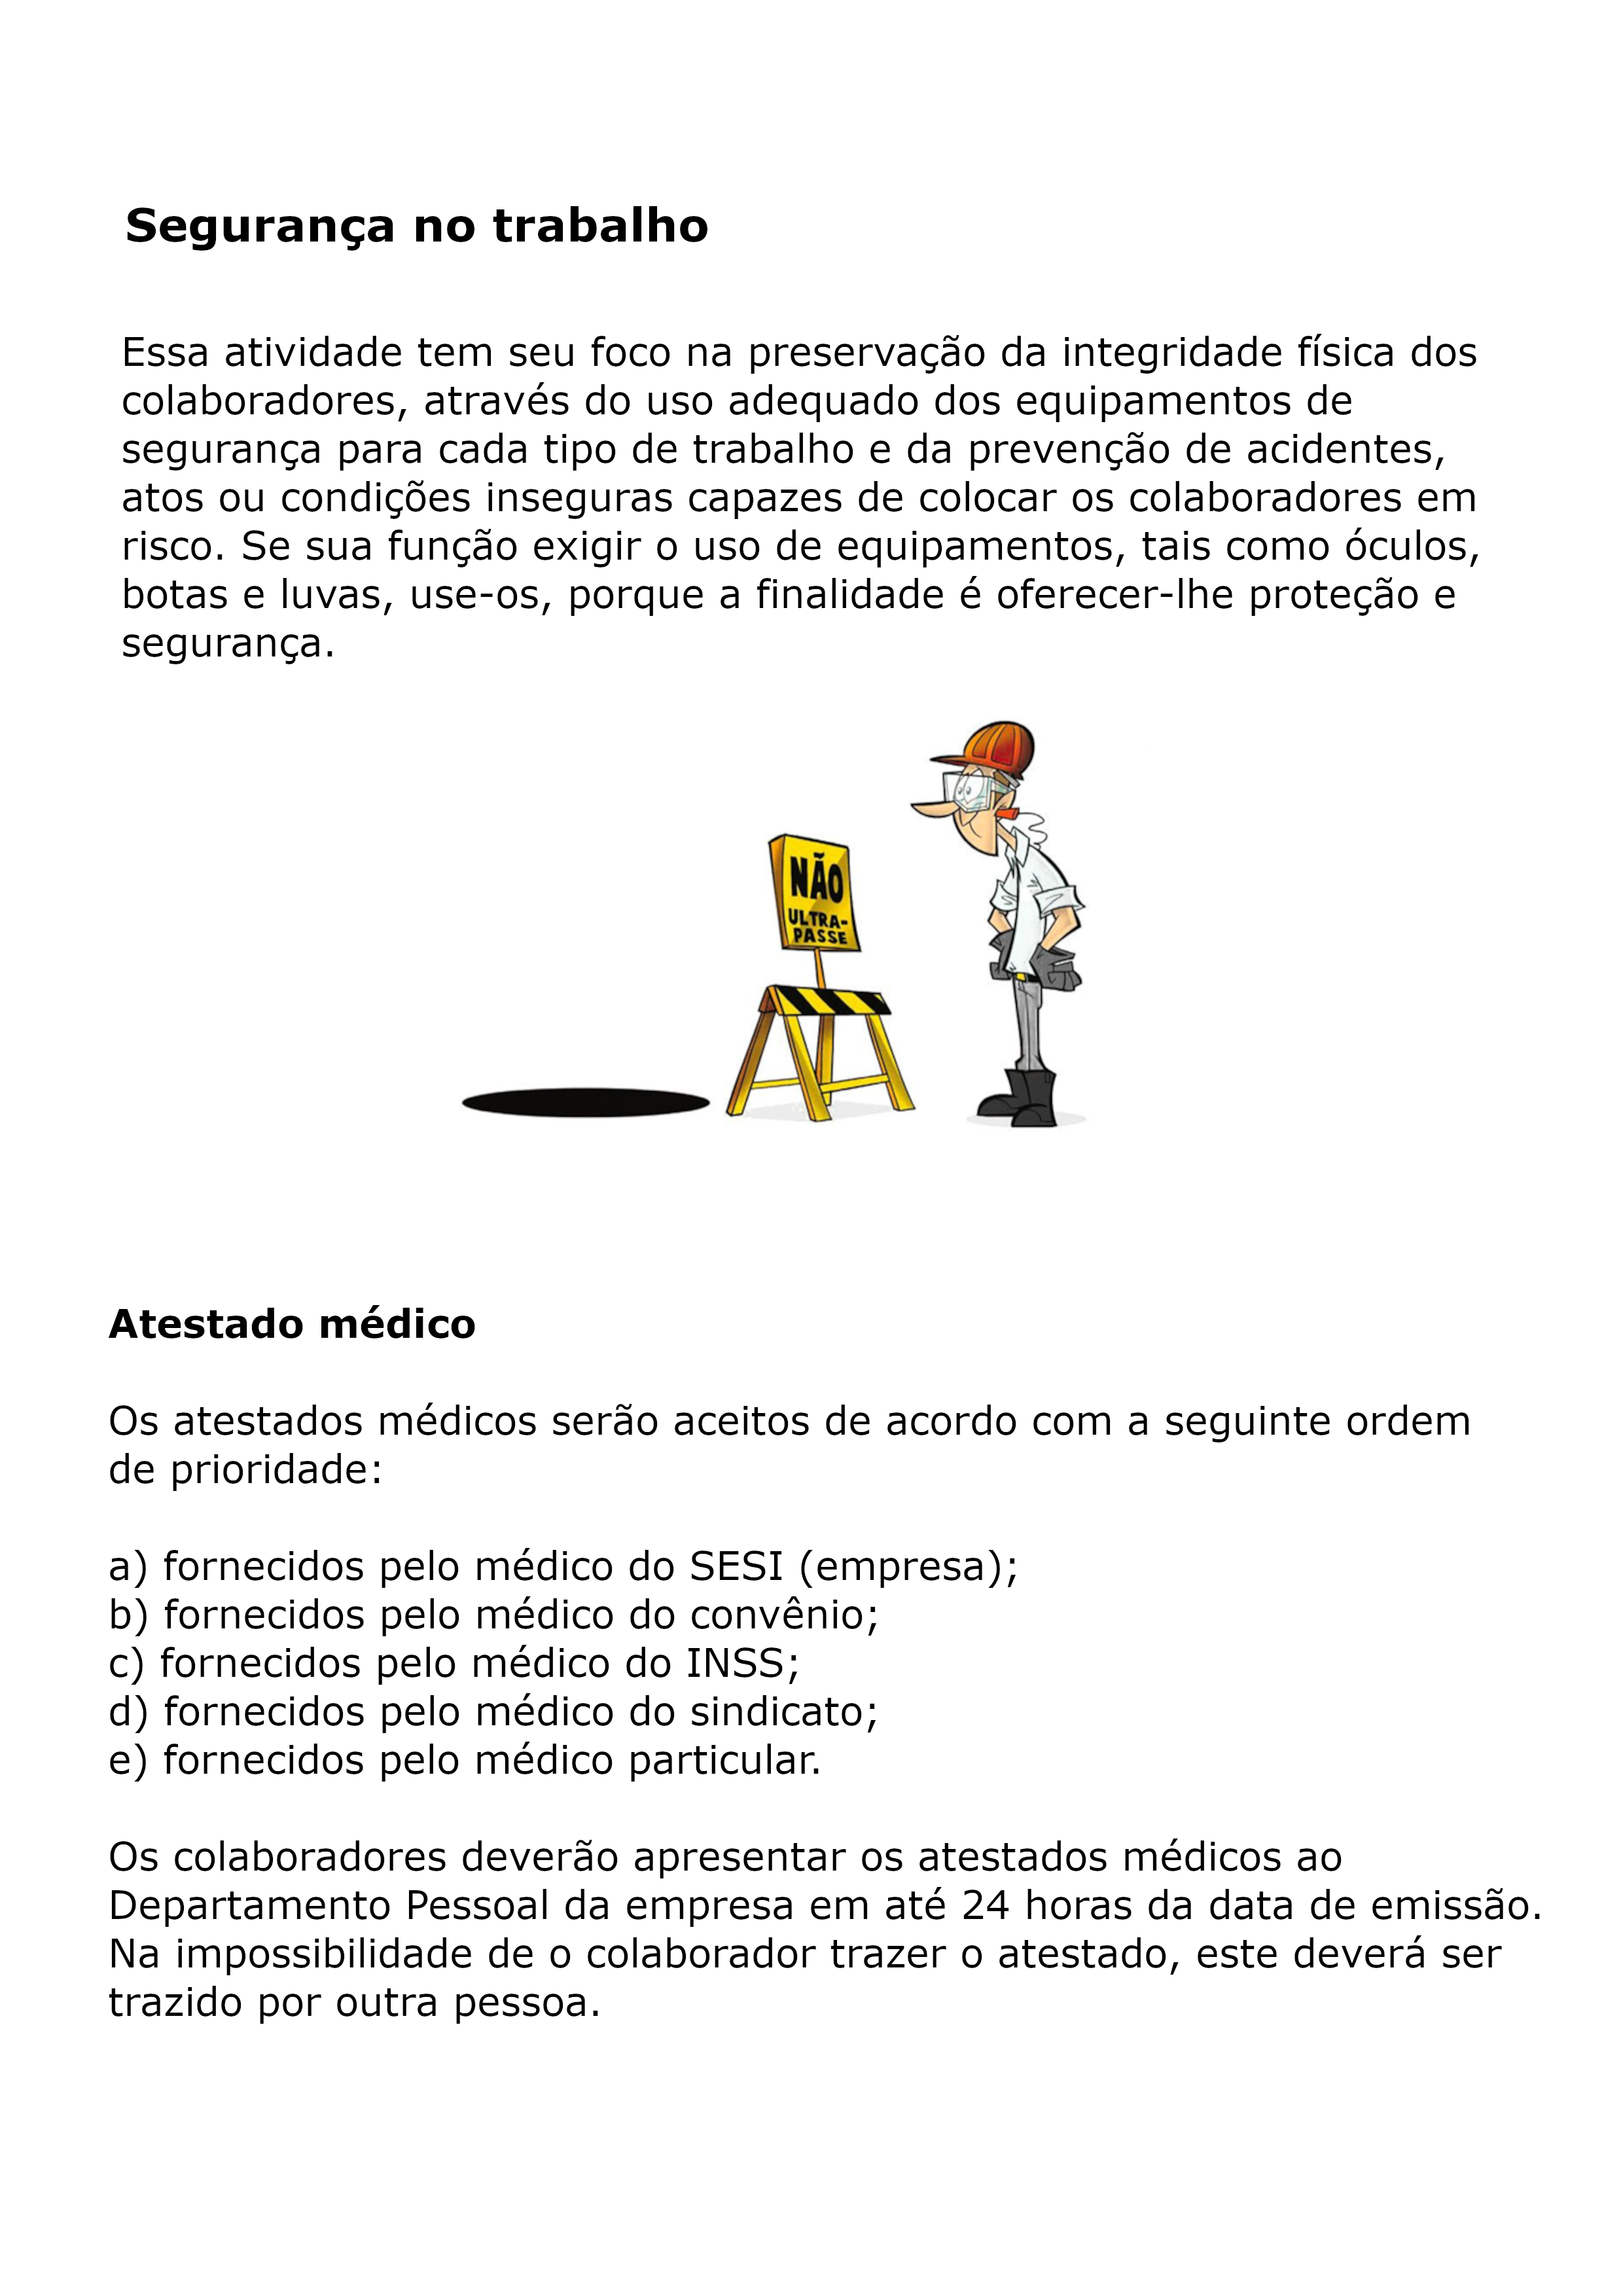 Segurança no trabalho
Essa atividade tem seu foco na preservação da integridade física dos
colaboradores, através do uso adequado dos equipamentos de
segurança para cada tipo de trabalho e da prevenção de acidentes,
atos ou condições inseguras capazes de colocar os colaboradores em
risco. Se sua função exigir o uso de equipamentos, tais como óculos,
botas e luvas, use-os, porque a finalidade é oferecer-lhe proteção e
segurança.
NÃO
ULTRA-
PASSE
Atestado médico
Os atestados médicos serão aceitos de acordo com a seguinte ordem
de prioridade:
a) fornecidos pelo médico do SESI (empresa);
b) fornecidos pelo médico do convênio;
c) fornecidos pelo médico do INSS;
d) fornecidos pelo médico do sindicato;
e) fornecidos pelo médico particular.
Os colaboradores deverão apresentar os atestados médicos ao
Departamento Pessoal da empresa em até 24 horas da data de emissão.
Na impossibilidade de o colaborador trazer o atestado, este deverá ser
trazido por outra pessoa.